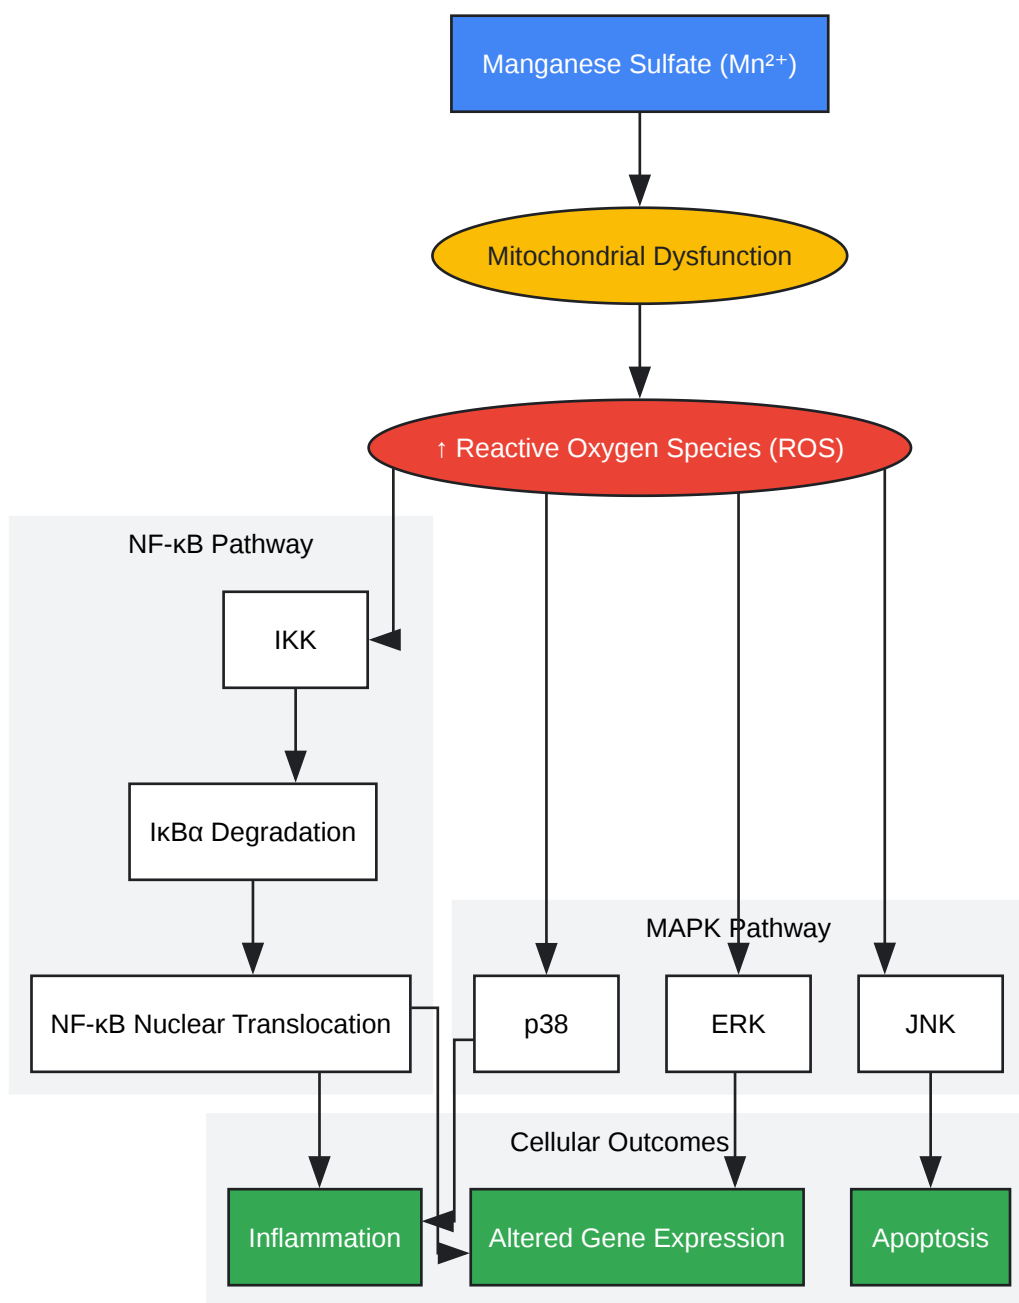 Manganese Sulfate (Mn²⁺)
Mitochondrial Dysfunction
↑ Reactive Oxygen Species (ROS)
NF-κB Pathway
IKK
IκBα Degradation
MAPK Pathway
NF-κB Nuclear Translocation
p38
ERK
JNK
Cellular Outcomes
Inflammation
Altered Gene Expression
Apoptosis